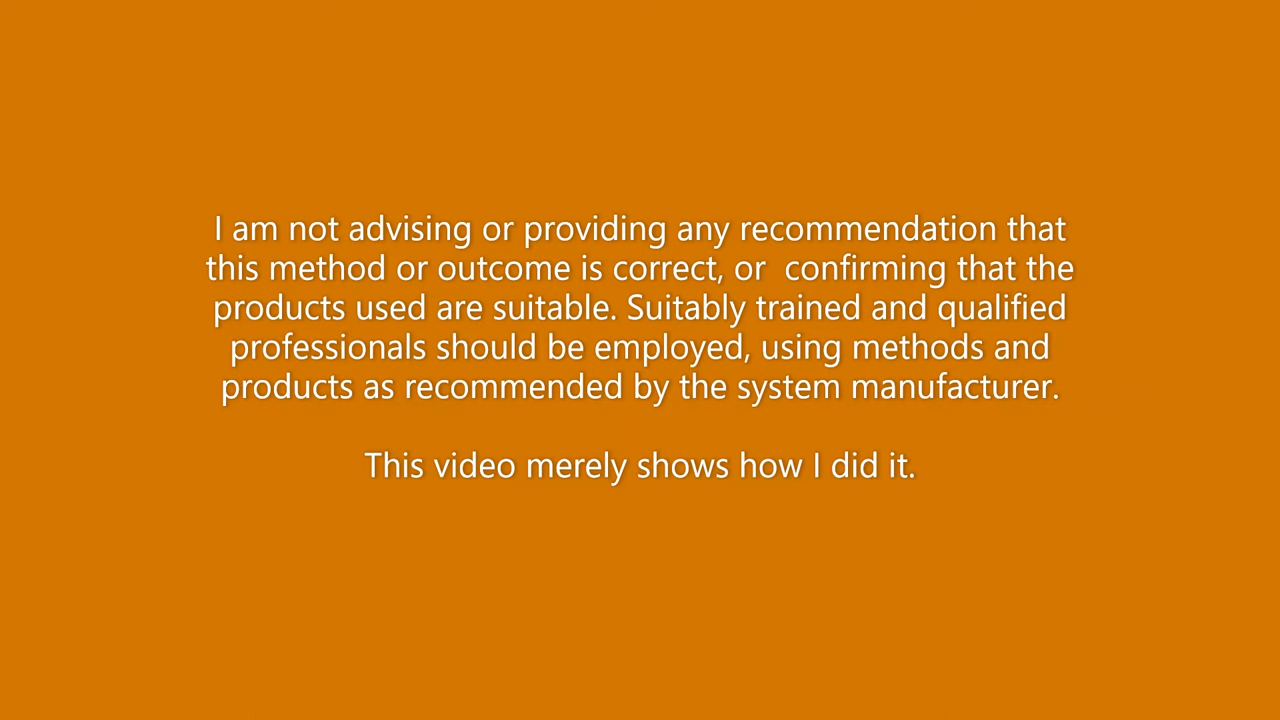 I am not advising or providing any recommendation that
this method or outcome is correct, or  confirming that the
products used are suitable. Suitably trained and qualified
professionals should be employed, using methods and
products as recommended by the system manufacturer.
This video merely shows how I did it.